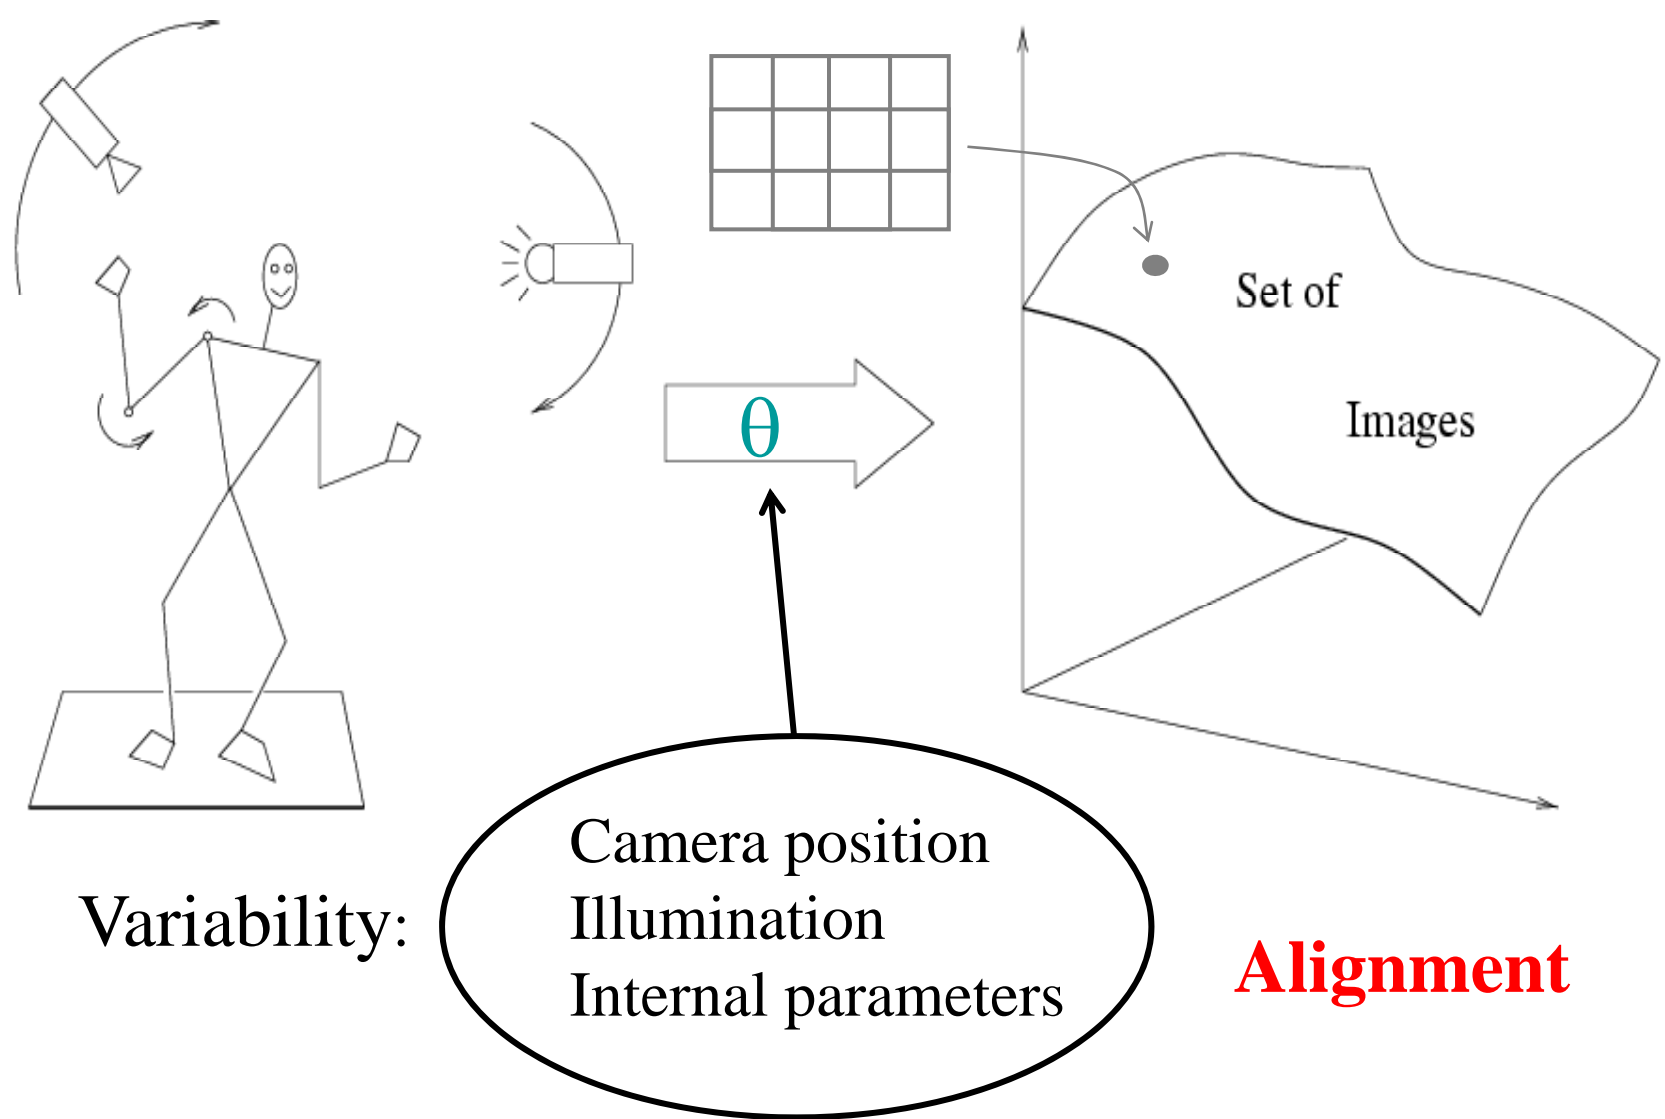 Set of
Images
θ
Variability:
Camera position
Illumination
Internal parameters
Alignment